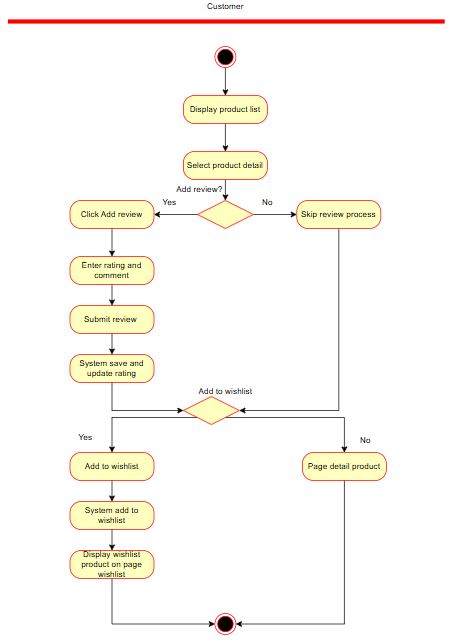 Customer
Display product list
Select product detail
Add review?
Yes
No
Click Add review
Skip review process
Enter rating and
comment
Submit review
System save and
update rating
Add to wishlist
Yes
No
Add to wishlist
Page detail product
System add to
wishlist
Display wishlist
product on page
wishlist